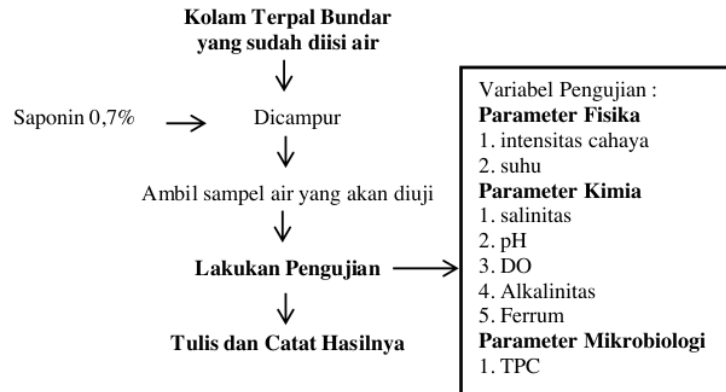 Kolam Terpal Bundar
yang sudah diisi air
Saponin 0,7%
Dicampur
Ambil sampel air yang akan diuji
Lakukan Pengujian
Tulis dan Catat Hasilnya
Variabel Pengujian :
Parameter Fisika
1. intensitas cahaya
2. suhu
Parameter Kimia
1. salinitas
2. pH
3. DO
4. Alkalinitas
5. Ferrum
Parameter Mikrobiologi
1. TPC